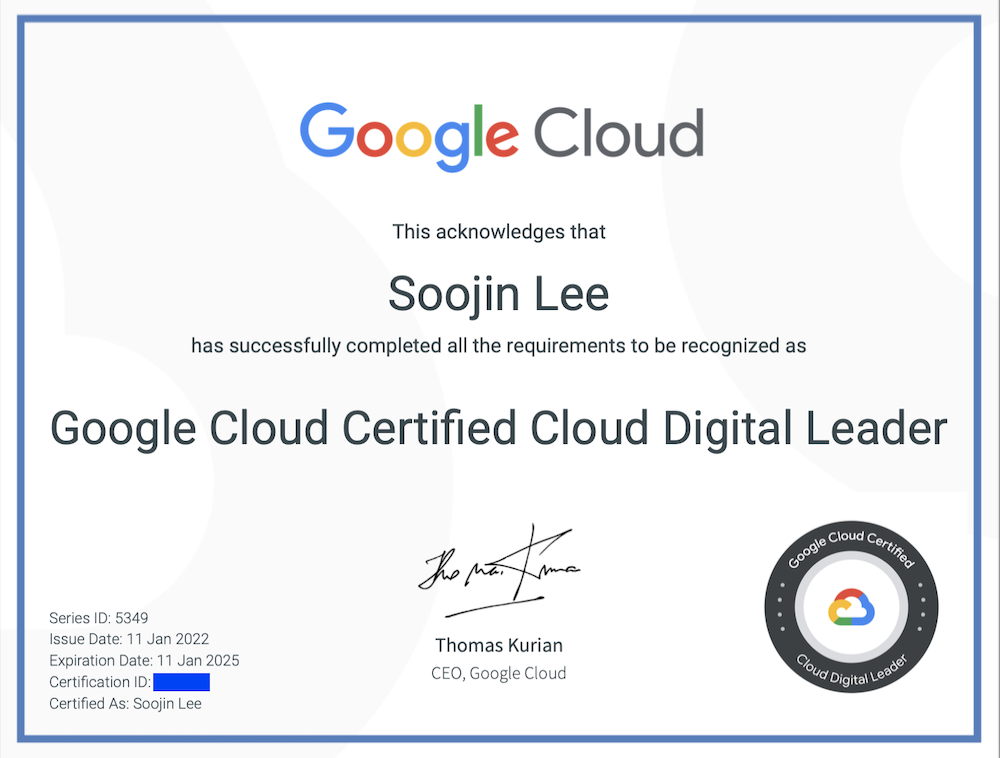 Google Cloud
This acknowledges that
Soojin Lee
has successfully completed all the requirements to be recognized as
Google Cloud Certified Cloud Digital Leader
Thomas Kurian
CEO, Google Cloud
Series ID: 5349
Issue Date: 11 Jan 2022
Expiration Date: 11 Jan 2025
Certification ID:
Certified As: Soojin Lee
Google Cloud Certified
Cloud Digital Leader